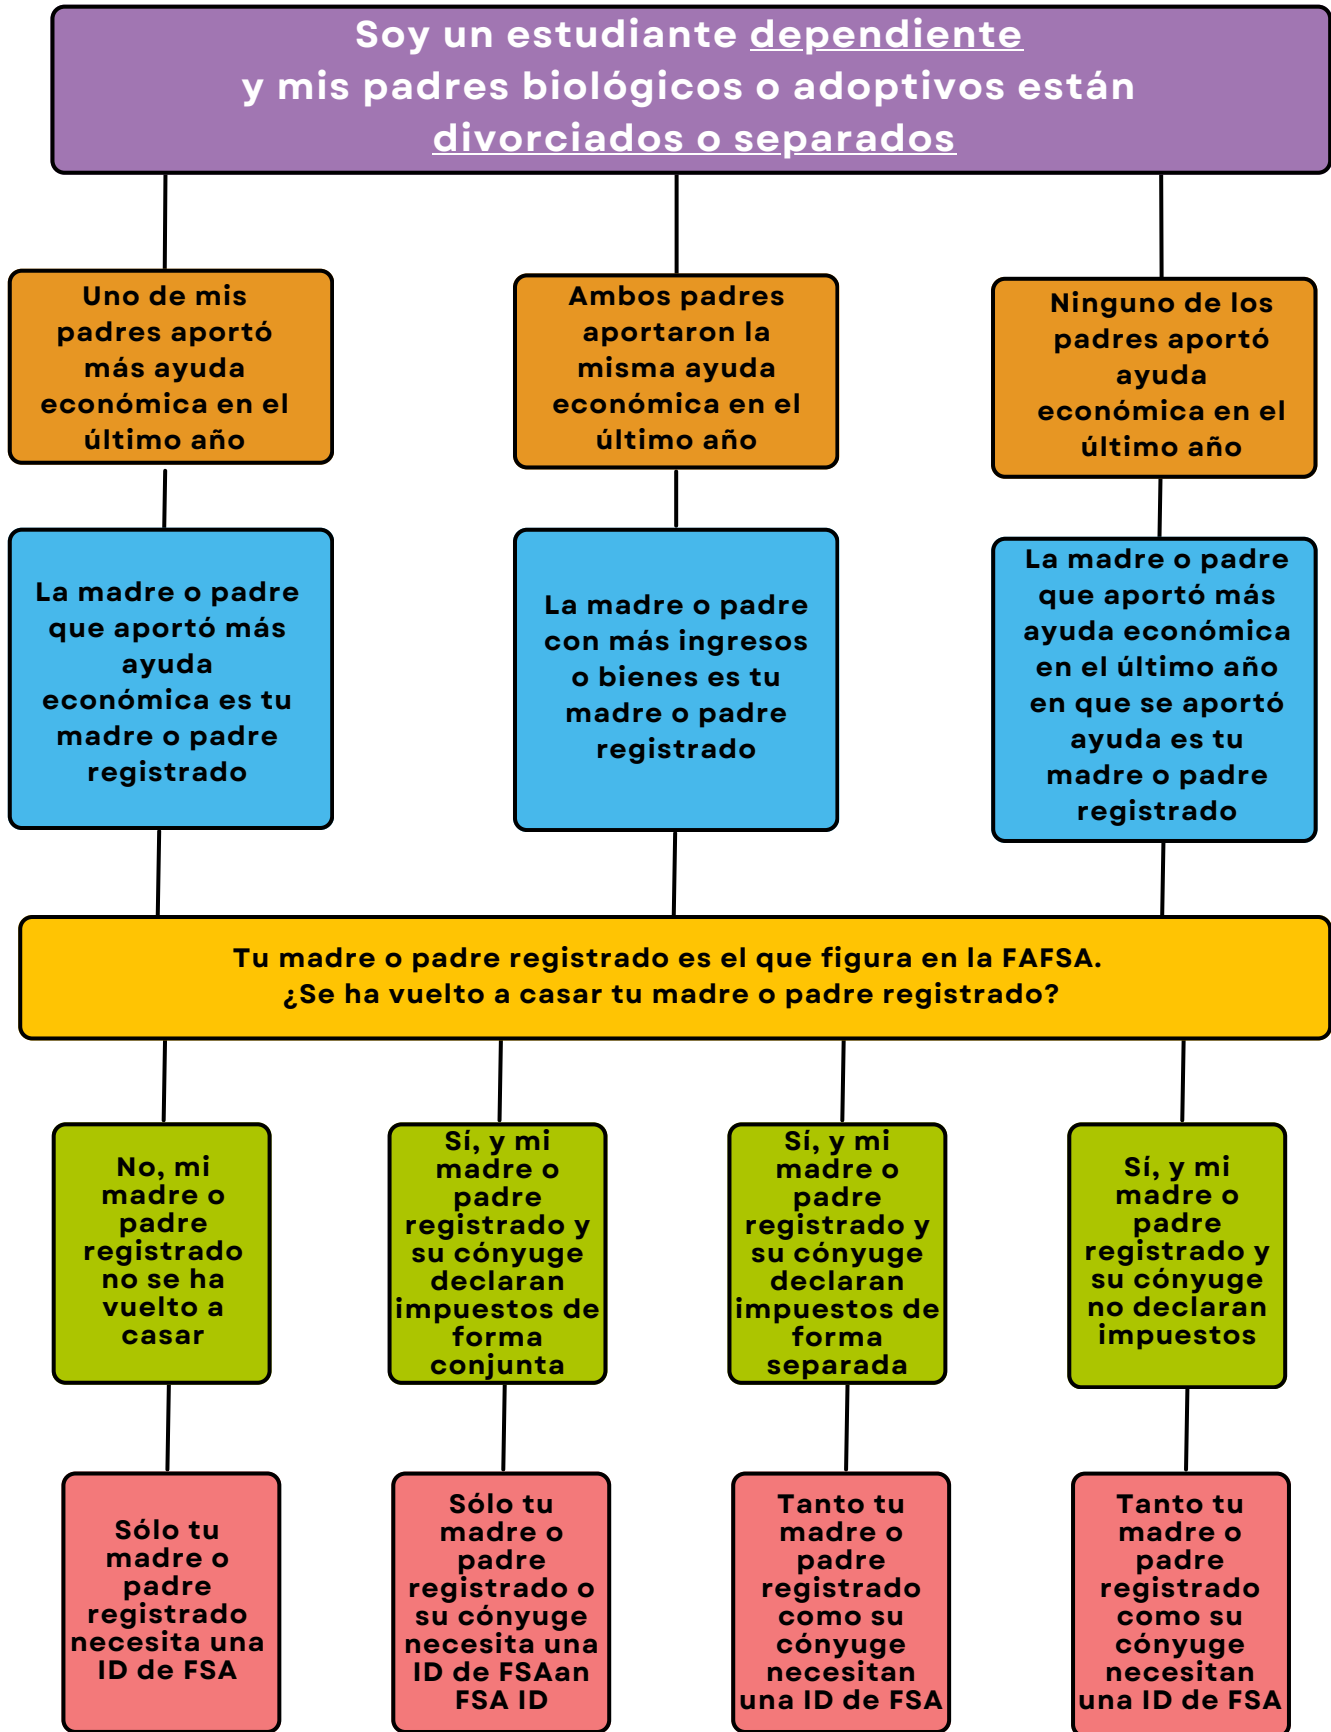 Soy un estudiante dependiente
y mis padres biológicos o adoptivos están
divorciados o separados
Uno de mis
padres aportó
más ayuda
económica en el
último año
Ambos padres
aportaron la
misma ayuda
económica en el
último año
Ninguno de los
padres aportó
ayuda
económica en el
último año
La madre o padre
que aportó más
ayuda
económica es tu
madre o padre
registrado
La madre o padre
con más ingresos
o bienes es tu
madre o padre
registrado
La madre o padre
que aportó más
ayuda económica
en el último año
en que se aportó
ayuda es tu
madre o padre
registrado
Tu madre o padre registrado es el que figura en la FAFSA.
¿Se ha vuelto a casar tu madre o padre registrado?
No, mi
madre o
padre
registrado
no se ha
vuelto a
casar
Sí, y mi
madre o
padre
registrado y
su cónyuge
declaran
impuestos de
forma
conjunta
Sí, y mi
madre o
padre
registrado y
su cónyuge
declaran
impuestos de
forma
separada
Sí, y mi
madre o
padre
registrado y
su cónyuge
no declaran
impuestos
Sólo tu
madre o
padre
registrado
necesita una
ID de FSA
Sólo tu
madre o
padre
registrado o
su cónyuge
necesita una
ID de FSAan
FSA ID
Tanto tu
madre o
padre
registrado
como su
cónyuge
necesitan
una ID de FSA
Tanto tu
madre o
padre
registrado
como su
cónyuge
necesitan
una ID de FSA